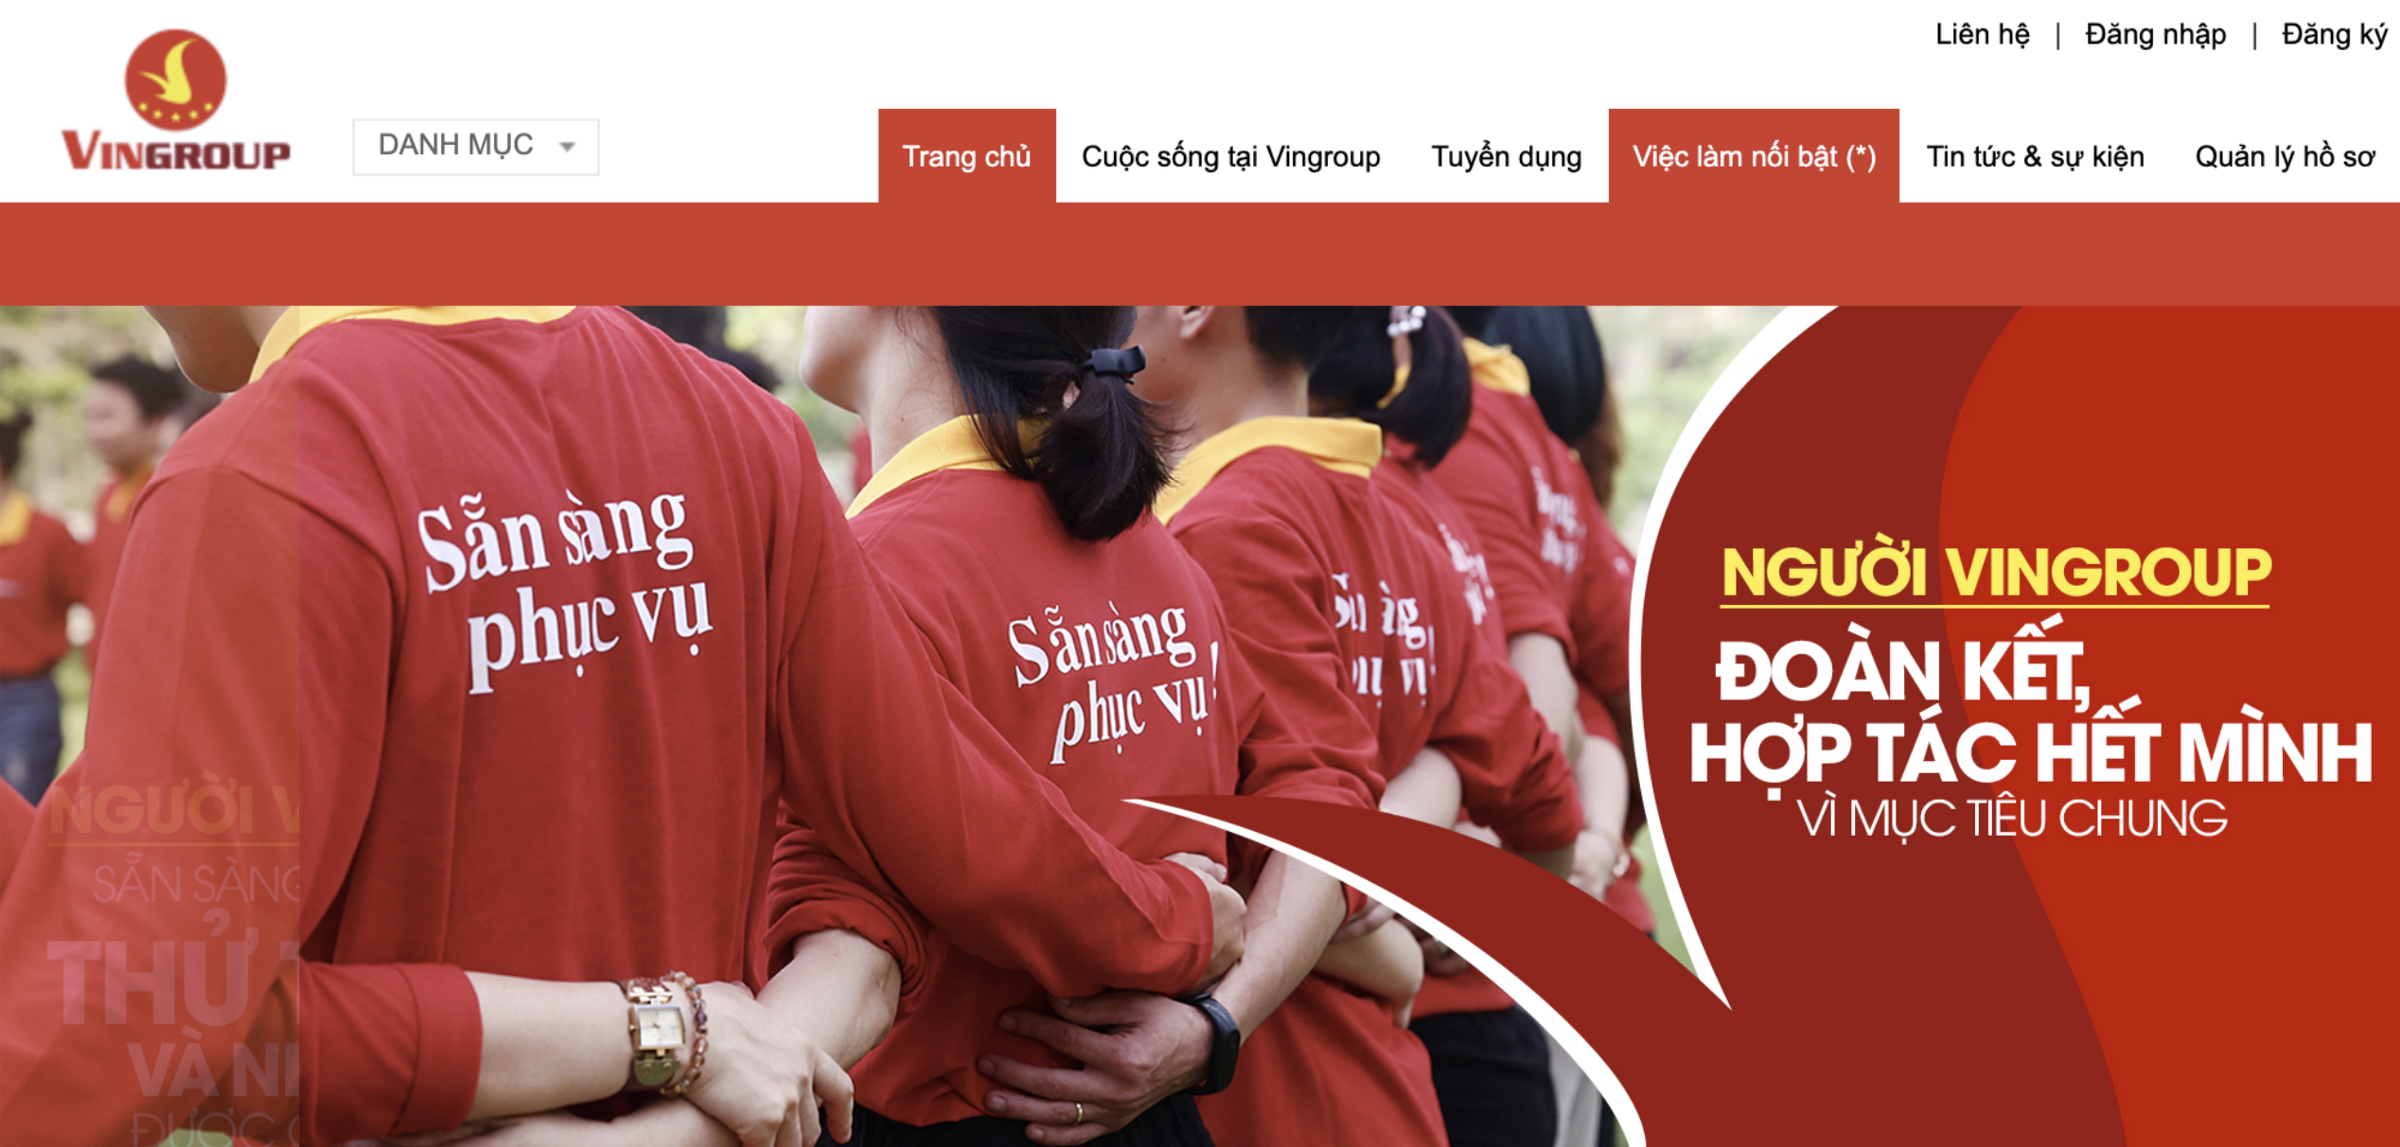 Liên hệ | Đăng nhập | Đăng ký
VINGROUP
DANH MỤC
Trang chủ Cuộc sống tại Vingroup Tuyển dụng Việc làm nổi bật (*) Tin tức & sự kiện Quản lý hồ sơ
Sẵn sàng
phục vụ
Sẵn sàng
phục vụ!
NGƯỜI VINGROUP
ĐOÀN KẾT,
HỢP TÁC HẾT MÌNH
VÌ MỤC TIÊU CHUNG
NGƯỜI V
SẴN SÀNG
THỬ
VÀ
ĐƯỢC